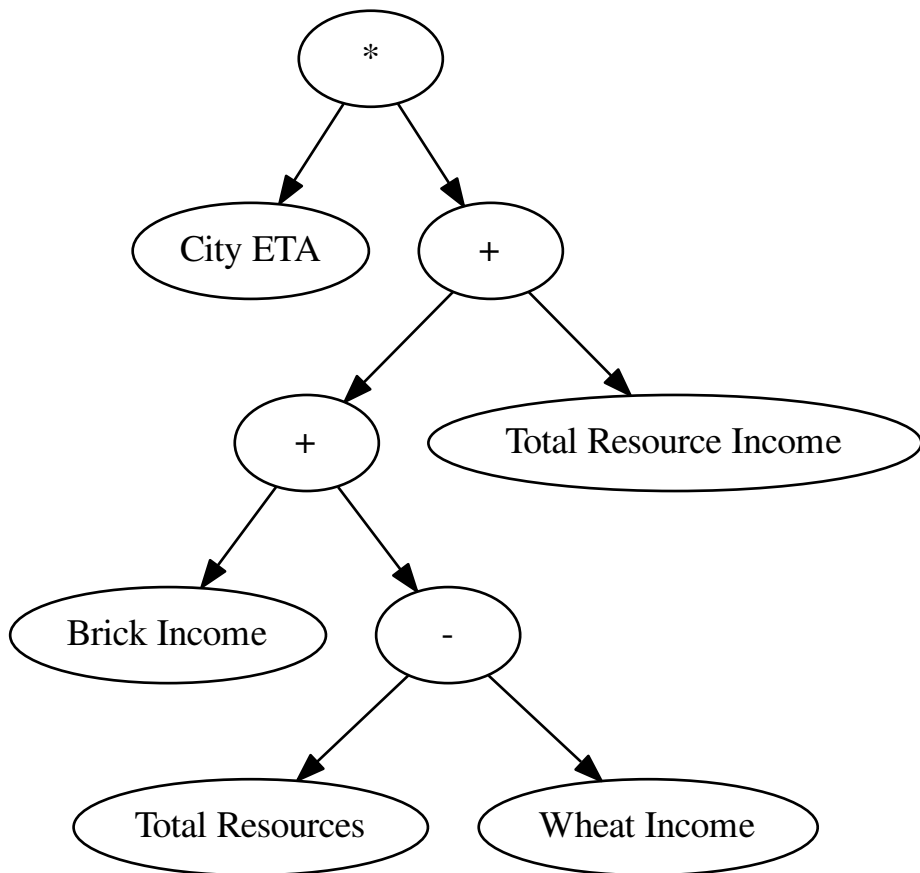 *
City ETA
+
+
Total Resource Income
Brick Income
-
Total Resources
Wheat Income